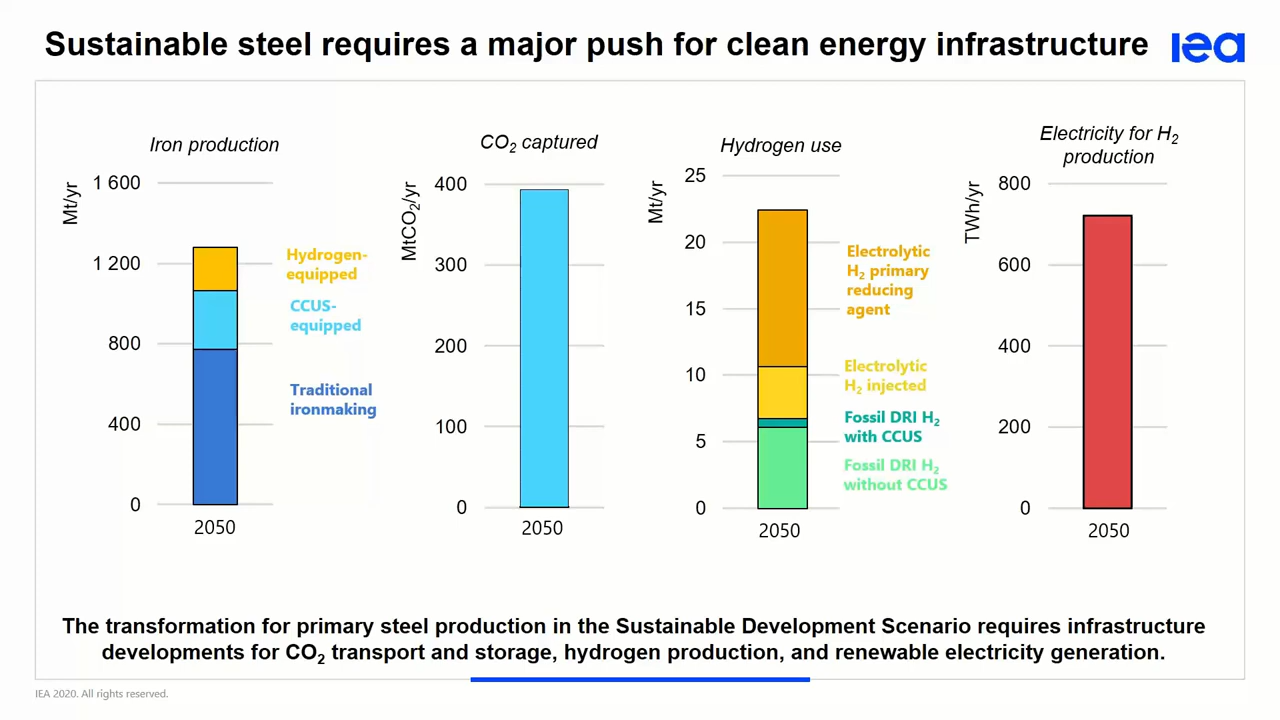 Sustainable steel requires a major push for clean energy infrastructure
iea
Iron production
Mt/yr
1 600
1 200
800
400
0
2050
Hydrogen-
equipped
CCUS-
equipped
Traditional
ironmaking
CO₂ captured
MtCO₂/yr
400
300
200
100
0
2050
Hydrogen use
Mt/yr
25
20
15
10
5
0
2050
Electrolytic
H₂ primary
reducing
agent
Electrolytic
H₂ injected
Fossil DRI H₂
with CCUS
Fossil DRI H₂
without CCUS
Electricity for H₂
production
TWh/yr
800
600
400
200
0
2050
The transformation for primary steel production in the Sustainable Development Scenario requires infrastructure
developments for CO₂ transport and storage, hydrogen production, and renewable electricity generation.
IEA 2020. All rights reserved.